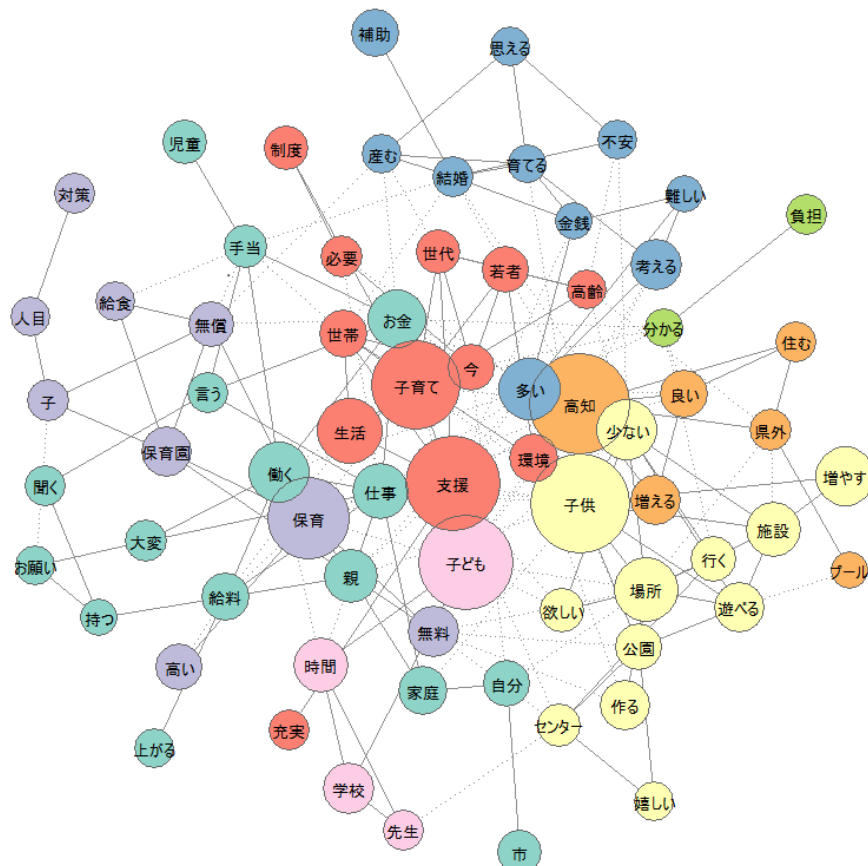 補助
思える
児童
制度
産む
結婚
育てる
不安
対策
難しい
負担
手当
必要
世代
若者
金銭
考える
高齢
人目
給食
無償
世帯
お金
分かる
住む
子
言う
子育て
今
多い
高知
良い
生活
少ない
県外
保育園
働く
環境
聞く
支援
仕事
子供
増える
増やす
保育
施設
大変
お願い
子ども
行く
プール
親
持つ
給料
欲しい
場所
遊べる
無料
公園
高い
時間
家庭
自分
作る
充実
センター
上がる
学校
嬉しい
先生
市